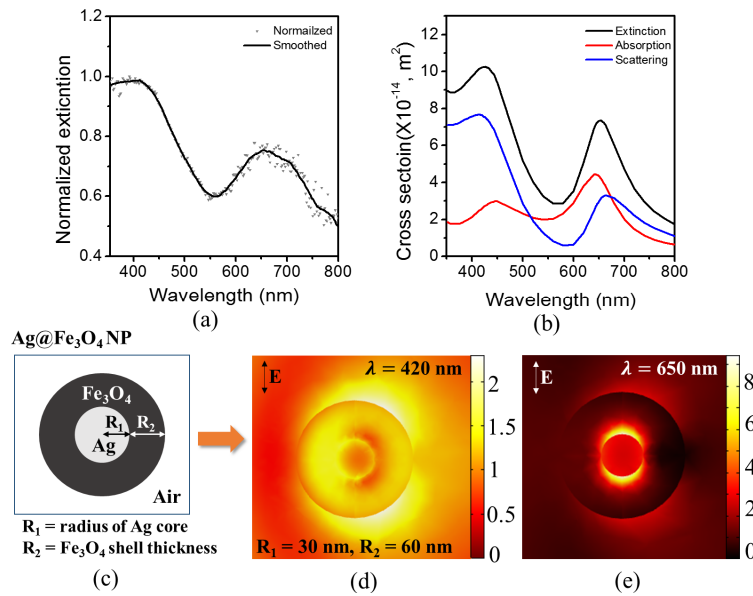 1.2
1.0
0.8
0.6
0.4
Normalized exticntion
Normailzed
Smoothed
400 500 600 700 800
Wavelength (nm)
(a)
12
10
8
6
4
2
0
Cross sectoin(X10-14, m2)
Extinction
Absorption
Scattering
400 500 600 700 800
Wavelength (nm)
(b)
Ag@Fe3O4 NP
Fe3O4
R1 R2
Ag
Air
R1 = radius of Ag core
R2 = Fe3O4 shell thickness
(c)
E
λ = 420 nm
R1 = 30 nm, R2 = 60 nm
2
1.5
1
0.5
0
(d)
E
λ = 650 nm
8
6
4
2
0
(e)